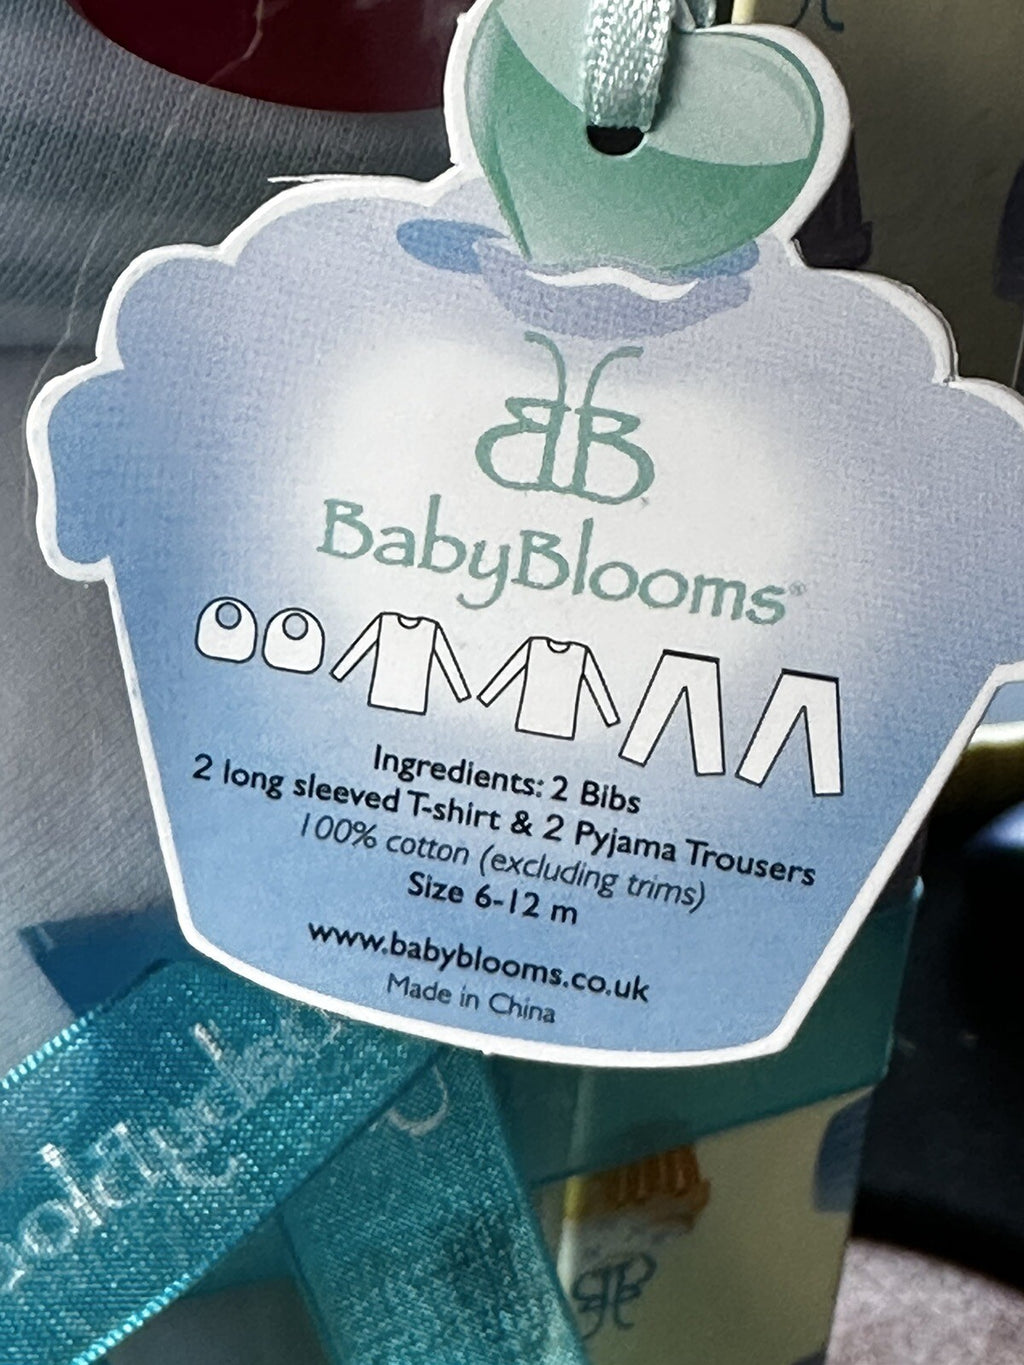 BB
BabyBlooms®
Ingredients: 2 Bibs
2 long sleeved T-shirt & 2 Pyjama Trousers
100% cotton (excluding trims)
Size 6-12 m
www.babyblooms.co.uk
Made in China
BB